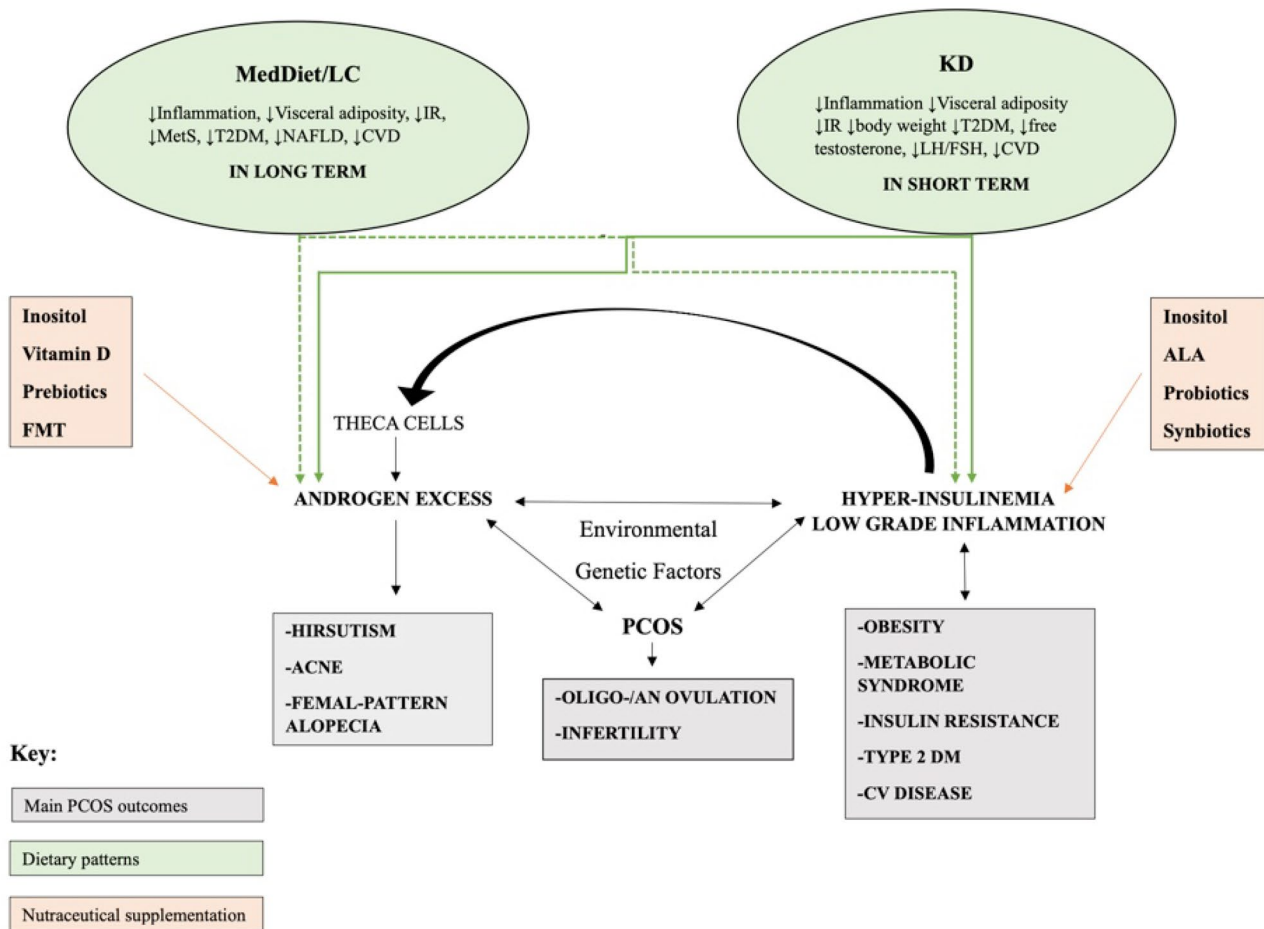 MedDiet/LC
↓Inflammation, ↓Visceral adiposity, ↓IR,
↓MetS, ↓T2DM, ↓NAFLD, ↓CVD
IN LONG TERM
KD
↓Inflammation ↓Visceral adiposity
↓IR ↓body weight ↓T2DM, ↓free
testosterone, ↓LH/FSH, ↓CVD
IN SHORT TERM
Inositol
Vitamin D
Prebiotics
FMT
Inositol
ALA
Probiotics
Synbiotics
THECA CELLS
ANDROGEN EXCESS
HYPER-INSULINEMIA
LOW GRADE INFLAMMATION
Environmental
Genetic Factors
PCOS
-HIRSUTISM
-ACNE
-FEMAL-PATTERN
ALOPECIA
-OLIGO-/AN OVULATION
-INFERTILITY
-OBESITY
-METABOLIC
SYNDROME
-INSULIN RESISTANCE
-TYPE 2 DM
-CV DISEASE
Key:
Main PCOS outcomes
Dietary patterns
Nutraceutical supplementation